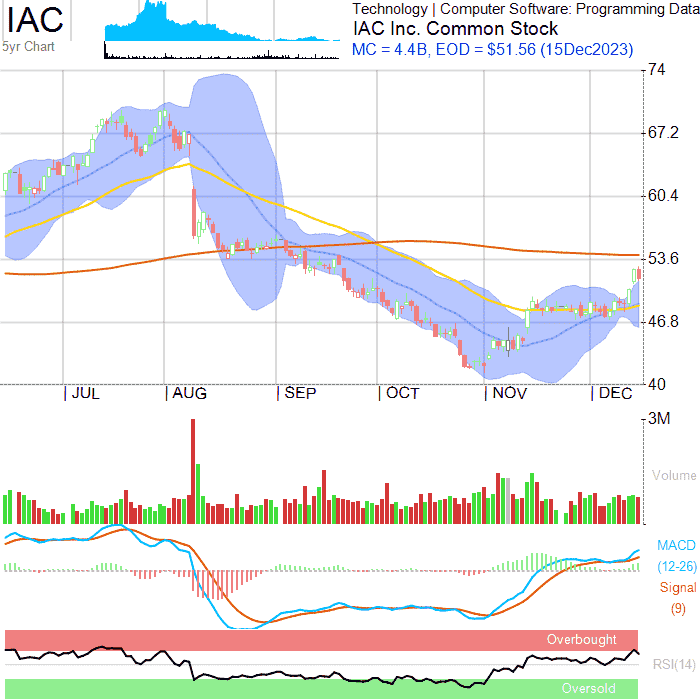 IAC
5yr Chart
Technology | Computer Software: Programming Data
IAC Inc. Common Stock
MC = 4.4B, EOD = $51.56 (15Dec2023)
74
67.2
60.4
53.6
46.8
40
| JUL | AUG | SEP | OCT | NOV | DEC
3M
Volume
MACD
(12-26)
Signal
(9)
Overbought
RSI(14)
Oversold